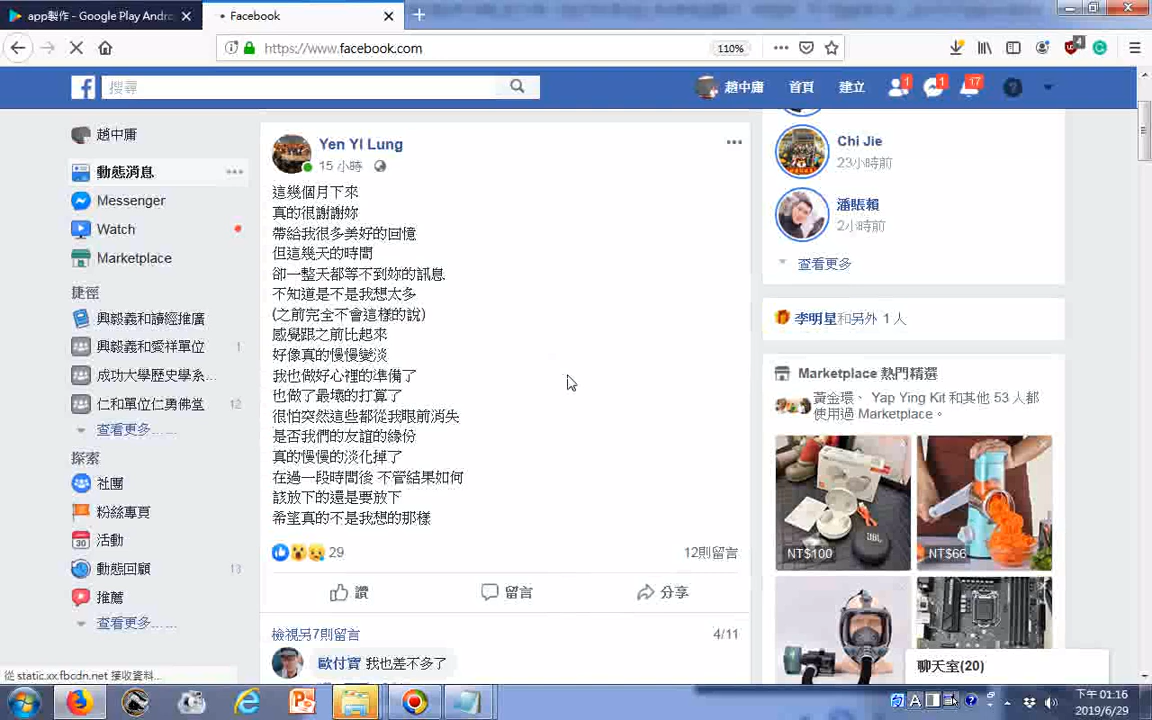 app製作 - Google Play Andro
Facebook
https://www.facebook.com
110%
4
搜尋
趙中庸
首頁
建立
1
1
17
趙中庸
動態消息
Messenger
Watch
Marketplace
捷徑
興毅義和讀經推廣
興毅義和愛祥單位 1
成功大學歷史學系...
仁和單位仁勇佛堂 12
查看更多......
探索
社團
粉絲專頁
活動
動態回顧 13
推薦
查看更多......
Yen YI Lung
15 小時
這幾個月下來
真的很謝謝妳
帶給我很多美好的回憶
但這幾天的時間
卻一整天都等不到妳的訊息
不知道是不是我想太多
(之前完全不會這樣的說)
感覺跟之前比起來
好像真的慢慢變淡
我也做好心裡的準備了
也做了最壞的打算了
很怕突然這些都從我眼前消失
是否我們的友誼的緣份
真的慢慢的淡化掉了
在過一段時間後 不管結果如何
該放下的還是要放下
希望真的不是我想的那樣
29
12則留言
讚
留言
分享
檢視另7則留言
4/11
歐付寶 我也差不多了
Chi Jie
23小時前
潘賬賴
2小時前
查看更多
李明星和另外 1 人
Marketplace 熱門精選
黃金環、 Yap Ying Kit 和其他 53 人都
使用過 Marketplace。
JBL
NT$100
NT$66
聊天室(20)
從 static.xx.fbcdn.net 接收資料...
下午 01:16
2019/6/29